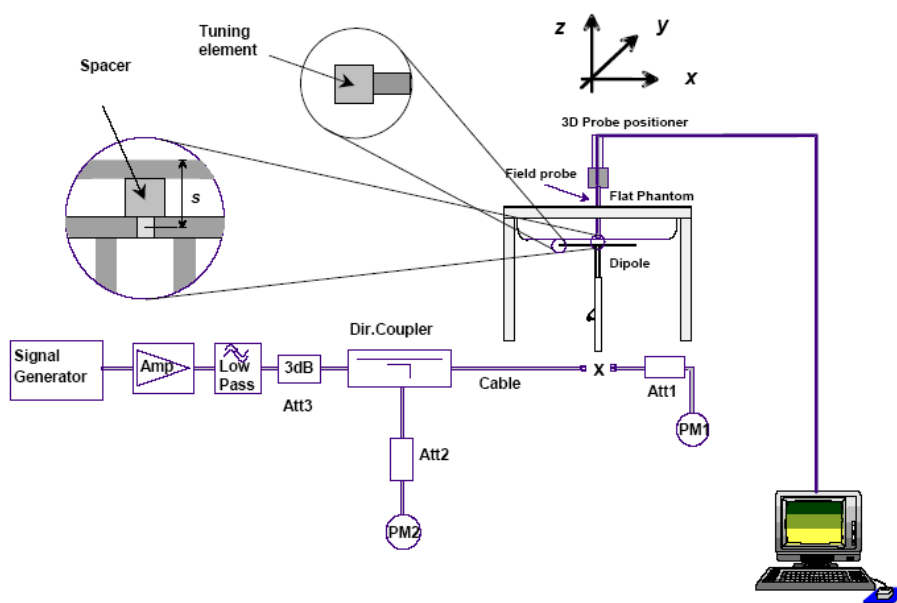 Tuning
element
Spacer
s
z
y
x
3D Probe positioner
Field probe
Flat Phantom
Dipole
Signal
Generator
Amp
Low
Pass
3dB
Att3
Dir.Coupler
Cable
x
Att1
PM1
Att2
PM2